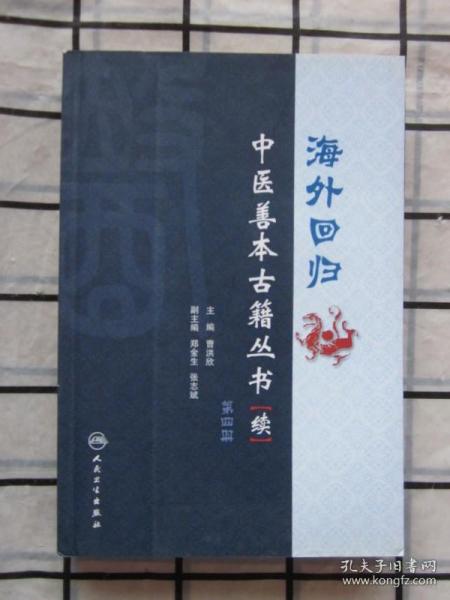 海外回归
中医善本古籍丛书【续】
主编 曹洪欣
副主编 郑金生 张志斌
第四册
人民卫生出版社
孔夫子旧书网
www.kongfz.com